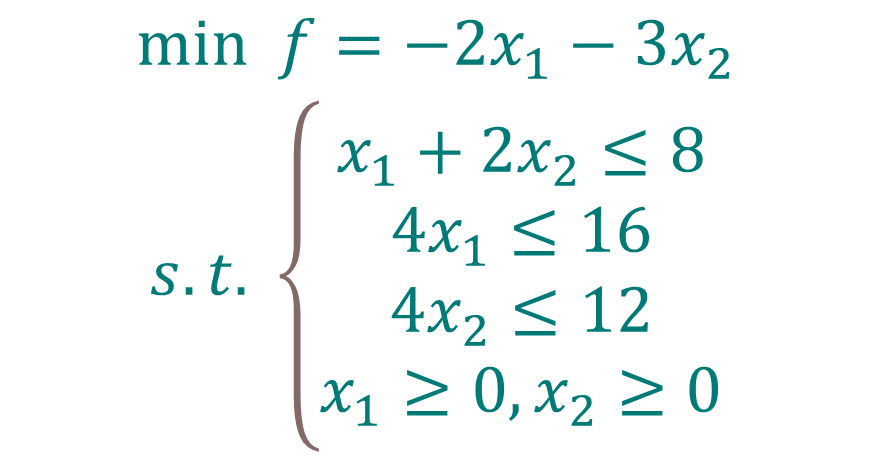 min f = −2x₁ − 3x₂
x₁ + 2x₂ ≤ 8
4x₁ ≤ 16
s.t.
4x₂ ≤ 12
x₁ ≥ 0, x₂ ≥ 0